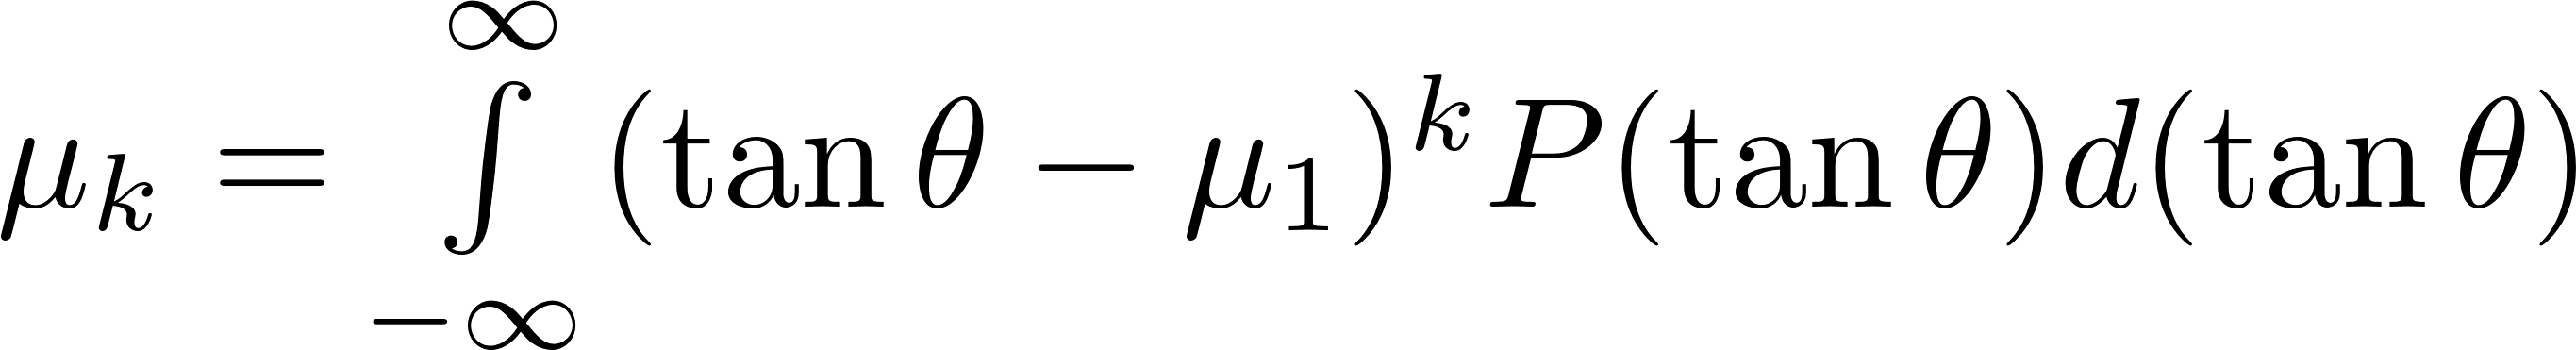 μ_k = ∫_{-∞}^{∞} (tan θ − μ_1)^k P(tan θ)d(tan θ)